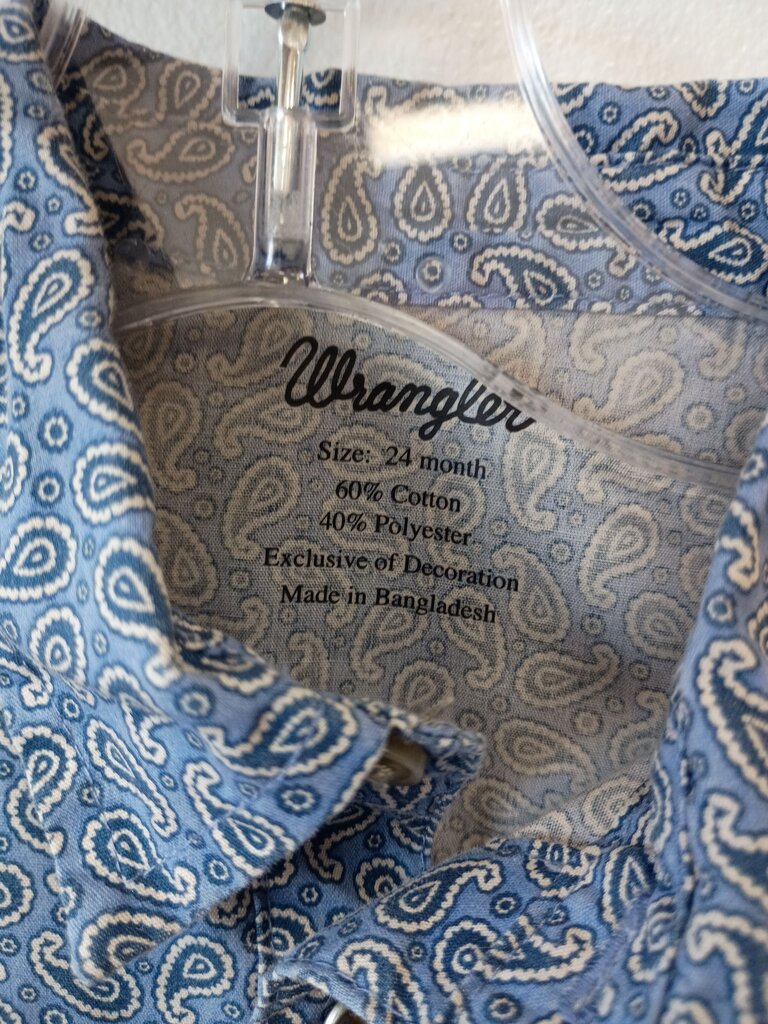 Wrangler
Size: 24 month
60% Cotton
40% Polyester
Exclusive of Decoration
Made in Bangladesh